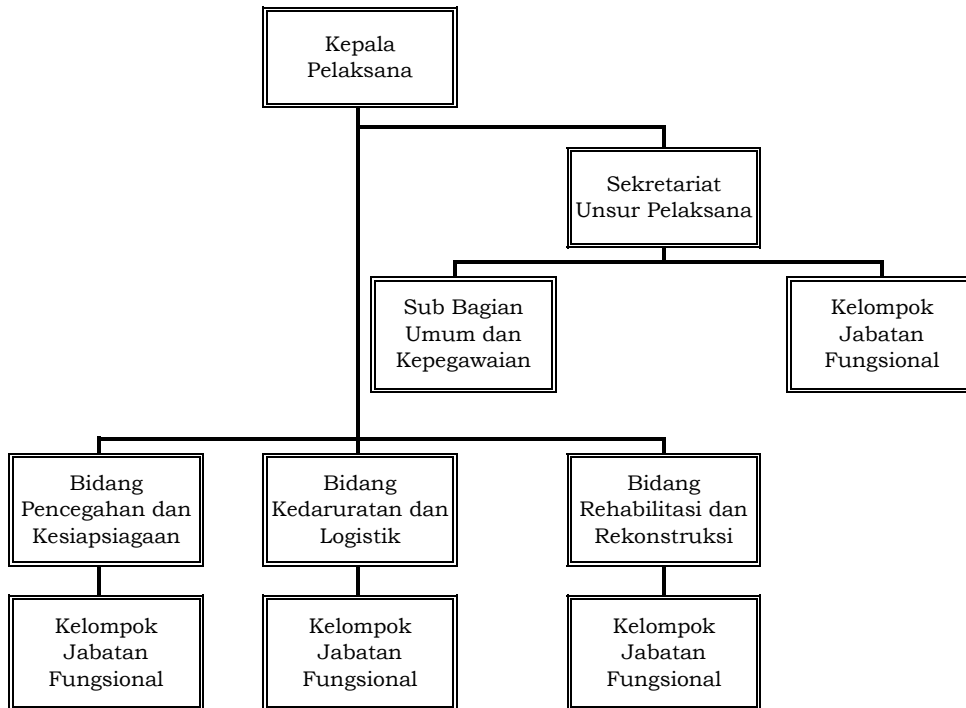 Kepala
Pelaksana
Sekretariat
Unsur Pelaksana
Sub Bagian
Umum dan
Kepegawaian
Kelompok
Jabatan
Fungsional
Bidang
Pencegahan dan
Kesiapsiagaan
Bidang
Kedaruratan dan
Logistik
Bidang
Rehabilitasi dan
Rekonstruksi
Kelompok
Jabatan
Fungsional
Kelompok
Jabatan
Fungsional
Kelompok
Jabatan
Fungsional